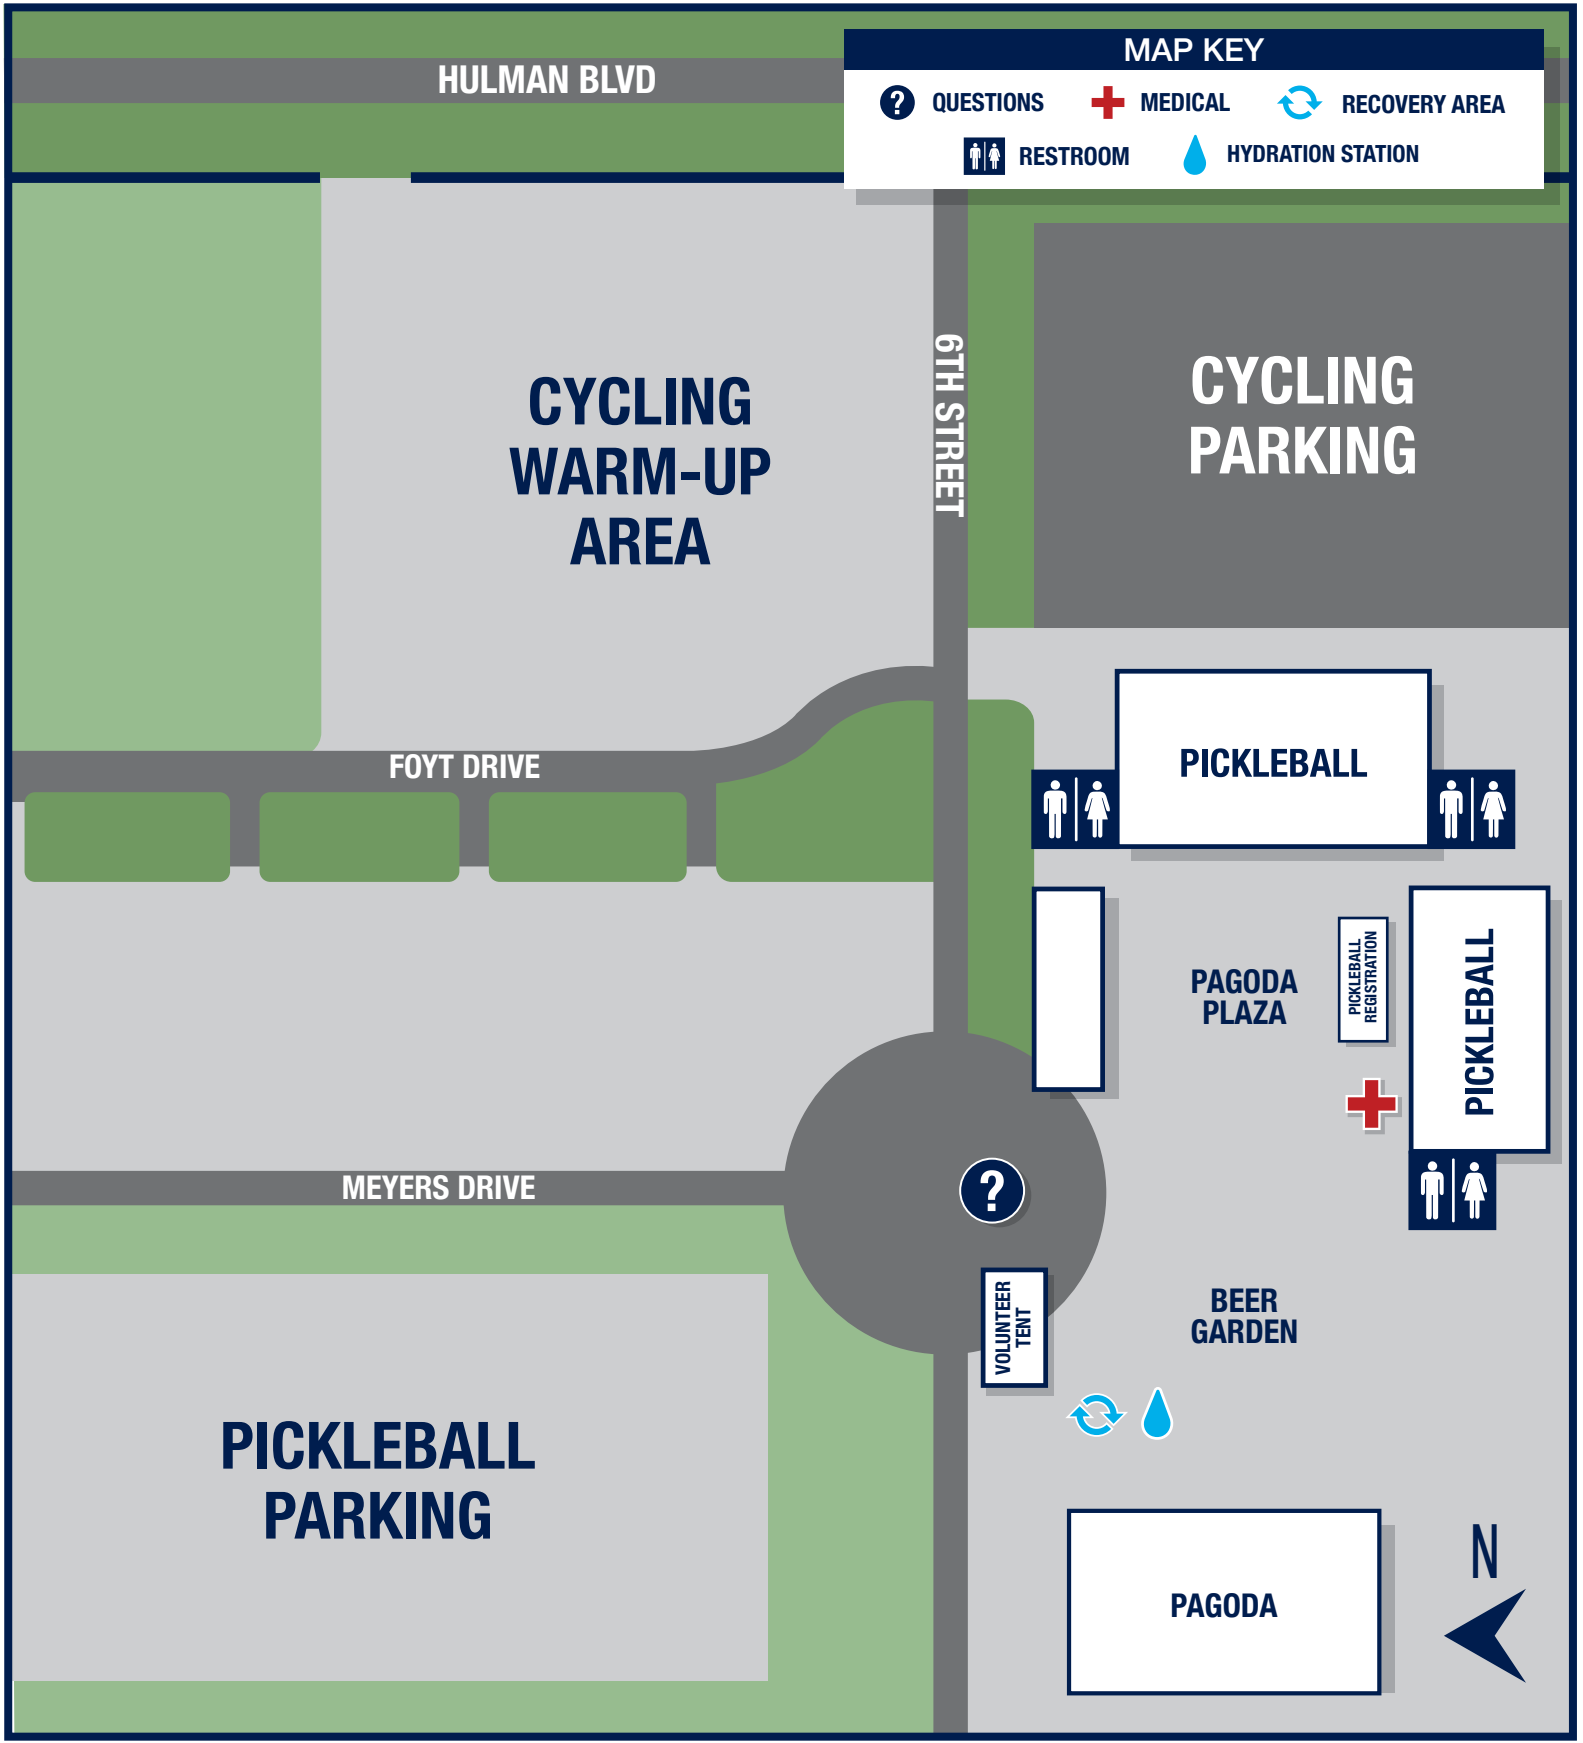 HULMAN BLVD
MAP KEY
?
QUESTIONS
MEDICAL
RECOVERY AREA
RESTROOM
HYDRATION STATION
CYCLING
WARM-UP
AREA
6TH STREET
CYCLING
PARKING
FOYT DRIVE
PICKLEBALL
PAGODA
PLAZA
PICKLEBALL
REGISTRATION
PICKLEBALL
MEYERS DRIVE
?
VOLUNTEER
TENT
BEER
GARDEN
PICKLEBALL
PARKING
PAGODA
N